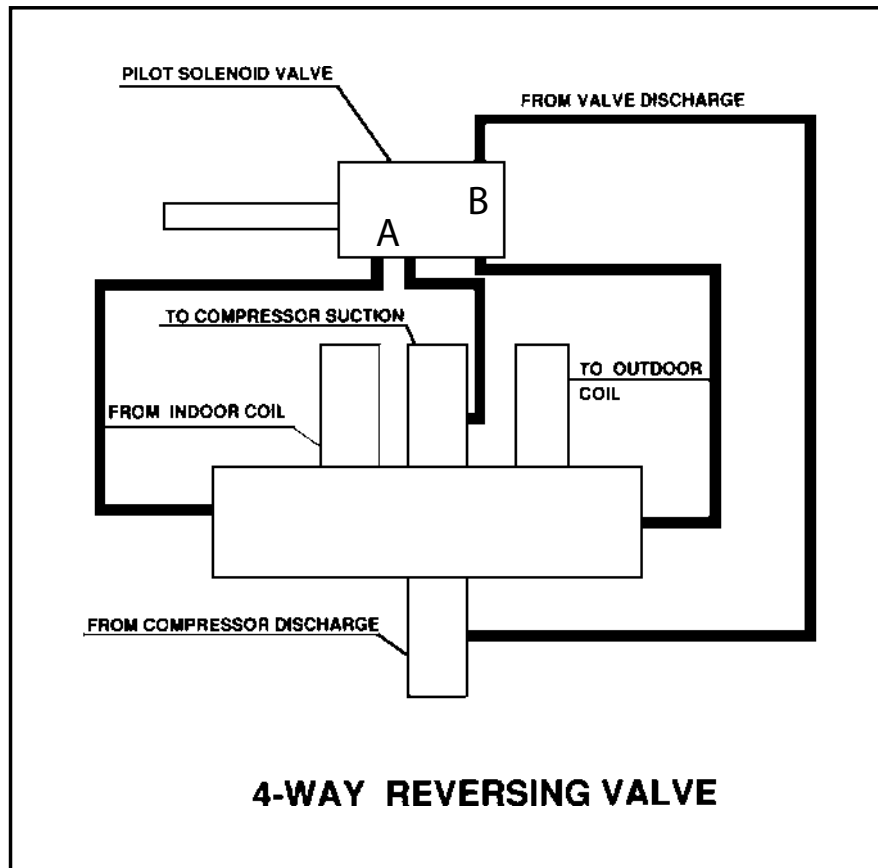 PILOT SOLENOID VALVE
FROM VALVE DISCHARGE
B
A
TO COMPRESSOR SUCTION
TO OUTDOOR
COIL
FROM INDOOR COIL
FROM COMPRESSOR DISCHARGE
4-WAY REVERSING VALVE